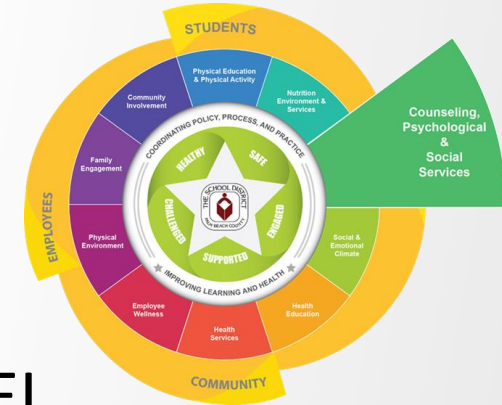 STUDENTS
Physical Education
& Physical Activity
Nutrition
Environment &
Services
Counseling,
Psychological
&
Social
Services
Social &
Emotional
Climate
Health
Education
Health
Services
Employee
Wellness
Physical
Environment
Family
Engagement
Community
Involvement
EMPLOYEES
COMMUNITY
COORDINATING POLICY, PROCESS, AND PRACTICE
IMPROVING LEARNING AND HEALTH
HEALTHY
SAFE
ENGAGED
SUPPORTED
CHALLENGED
THE SCHOOL DISTRICT
PALM BEACH COUNTY